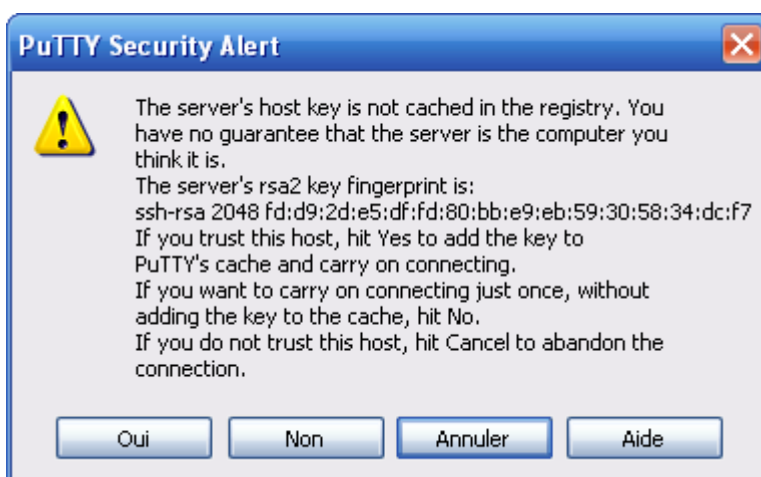 PuTTY Security Alert
The server's host key is not cached in the registry. You
have no guarantee that the server is the computer you
think it is.
The server's rsa2 key fingerprint is:
ssh-rsa 2048 fd:d9:2d:e5:df:fd:80:bb:e9:eb:59:30:58:34:dc:f7
If you trust this host, hit Yes to add the key to
PuTTY's cache and carry on connecting.
If you want to carry on connecting just once, without
adding the key to the cache, hit No.
If you do not trust this host, hit Cancel to abandon the
connection.
Oui Non Annuler Aide